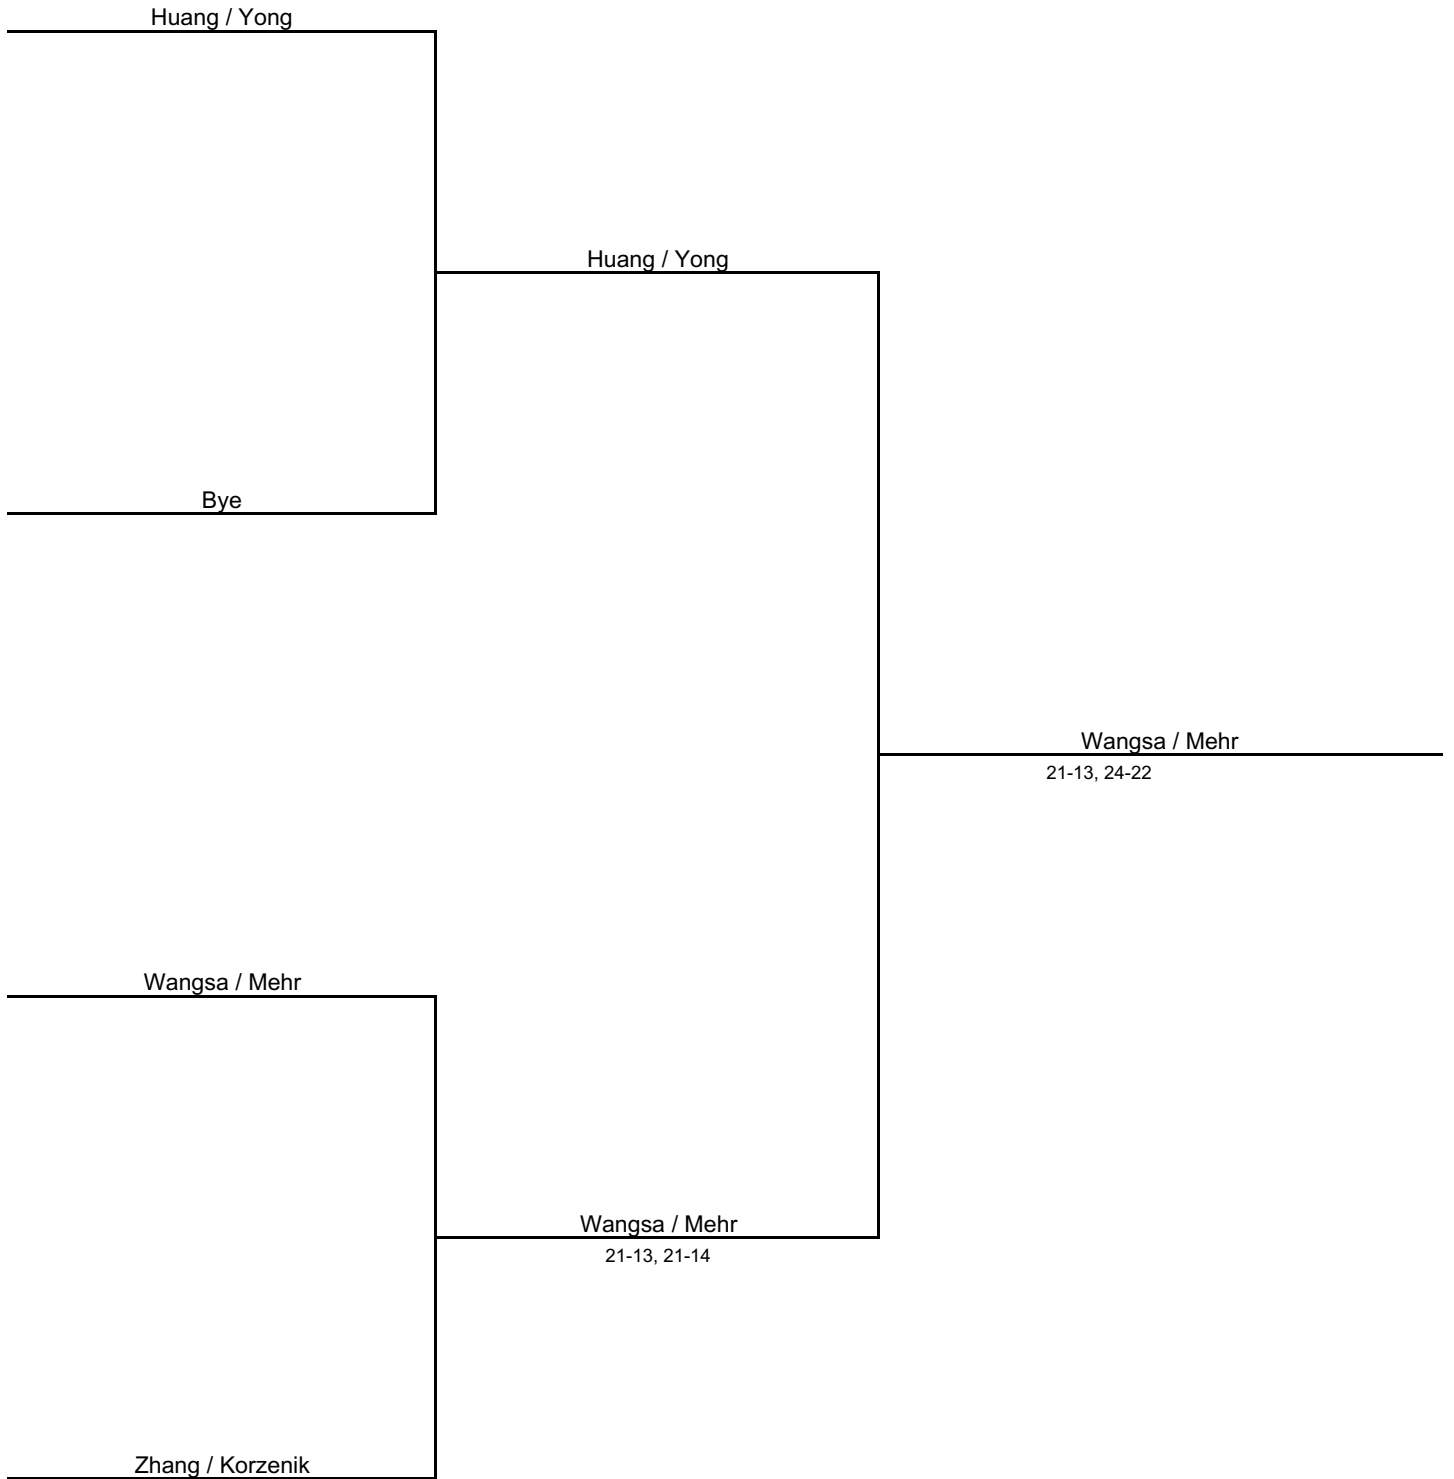 Huang / Yong
Huang / Yong
Bye
Wangsa / Mehr
21-13, 24-22
Wangsa / Mehr
Wangsa / Mehr
21-13, 21-14
Zhang / Korzenik